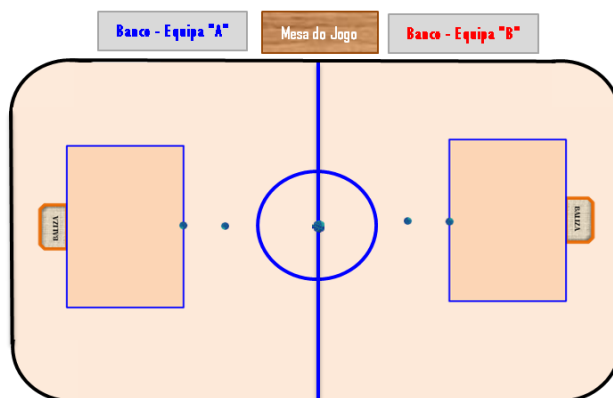 Banco - Equipa "A"
Mesa do Jogo
Banco - Equipa "B"
BALIZA
BALIZA